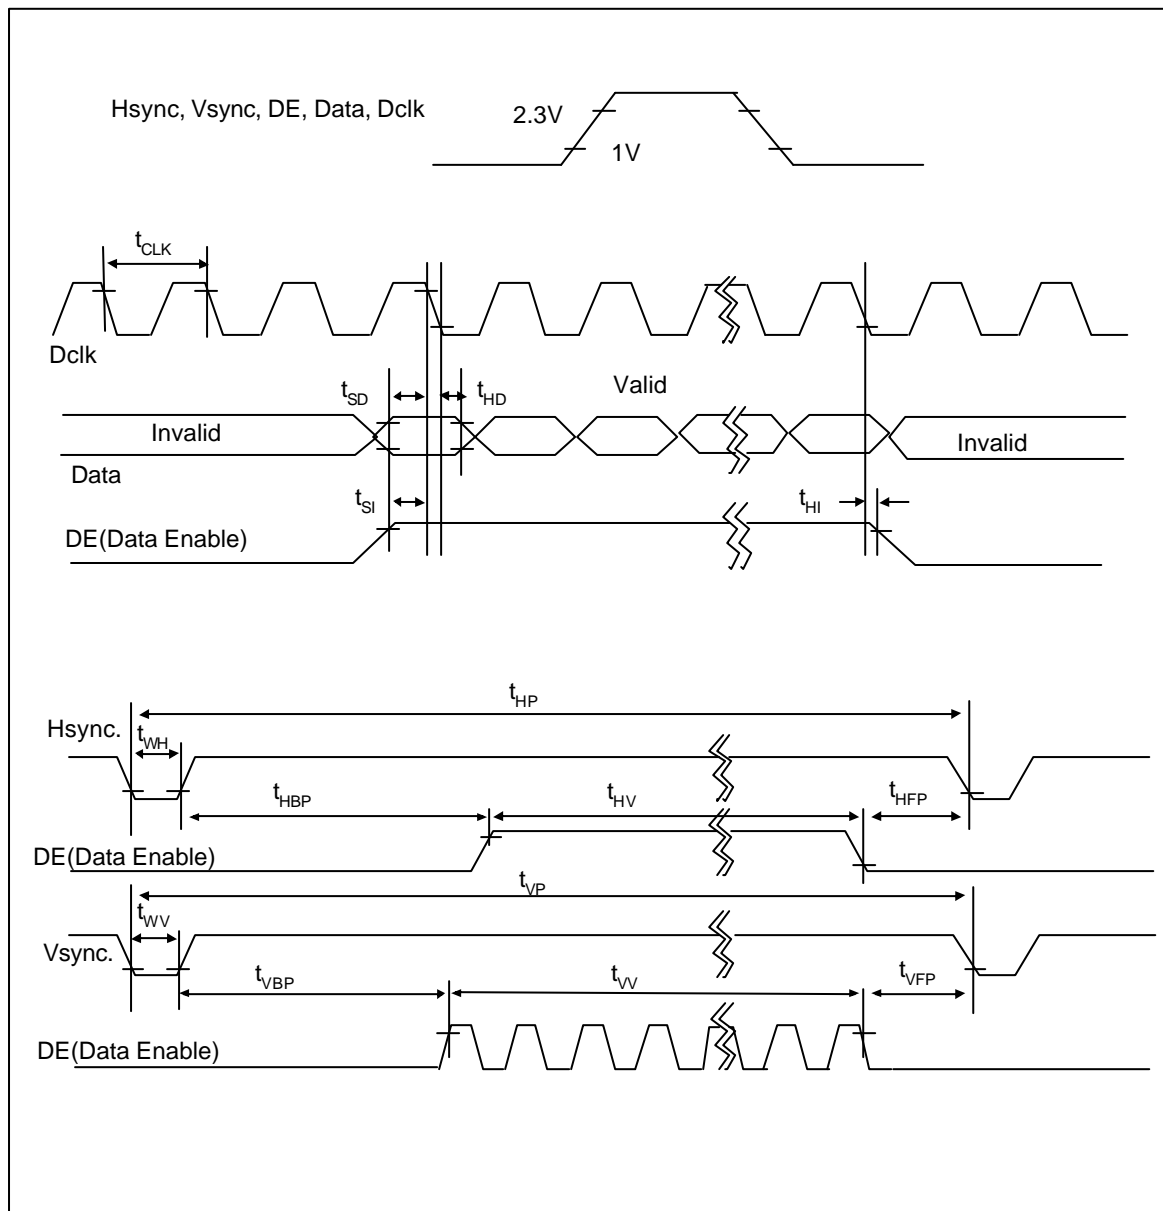 Hsync, Vsync, DE, Data, Dclk
2.3V
1V
tCLK
Dclk
tSD
tHD
Valid
Invalid
Invalid
Data
tSI
tHI
DE(Data Enable)
tHP
Hsync.
tWH
tHBP
tHV
tHFP
DE(Data Enable)
tVP
tWV
Vsync.
tVBP
tVV
tVFP
DE(Data Enable)